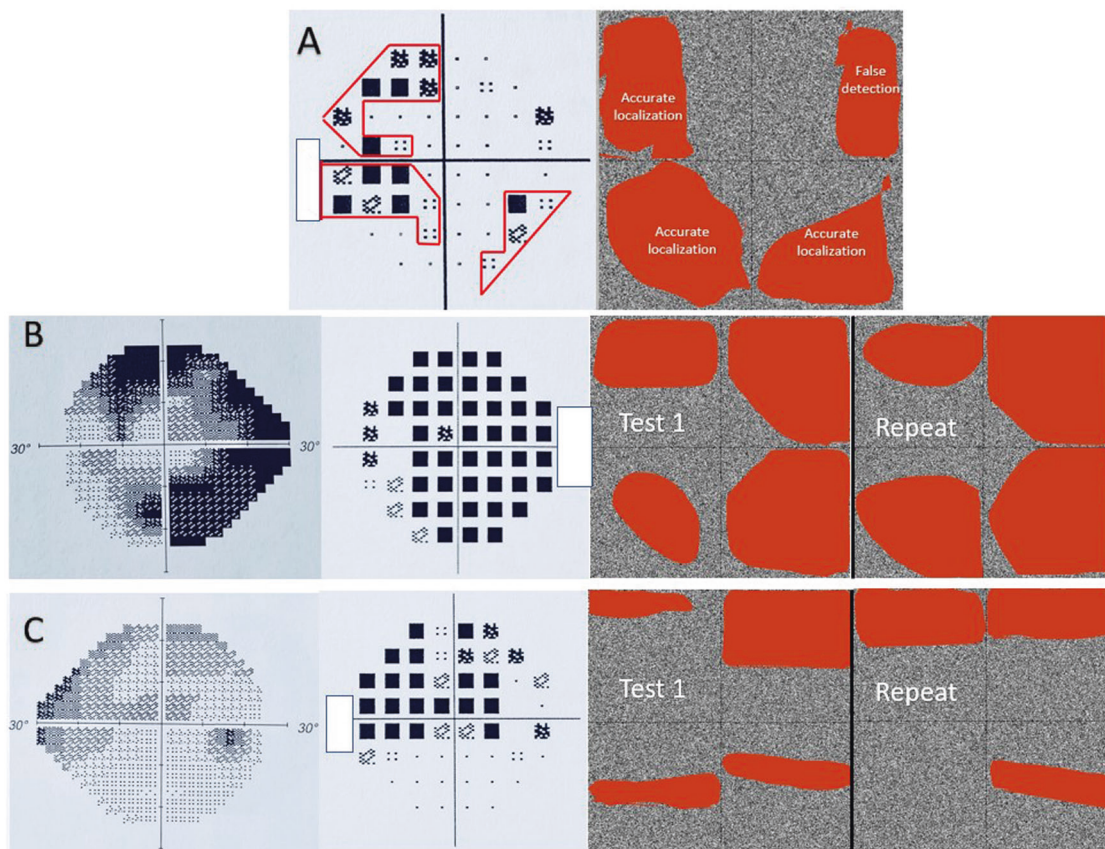 A
Accurate
localization
False
detection
Accurate
localization
Accurate
localization
B
30°
30°
Test 1
Repeat
C
30°
30°
Test 1
Repeat